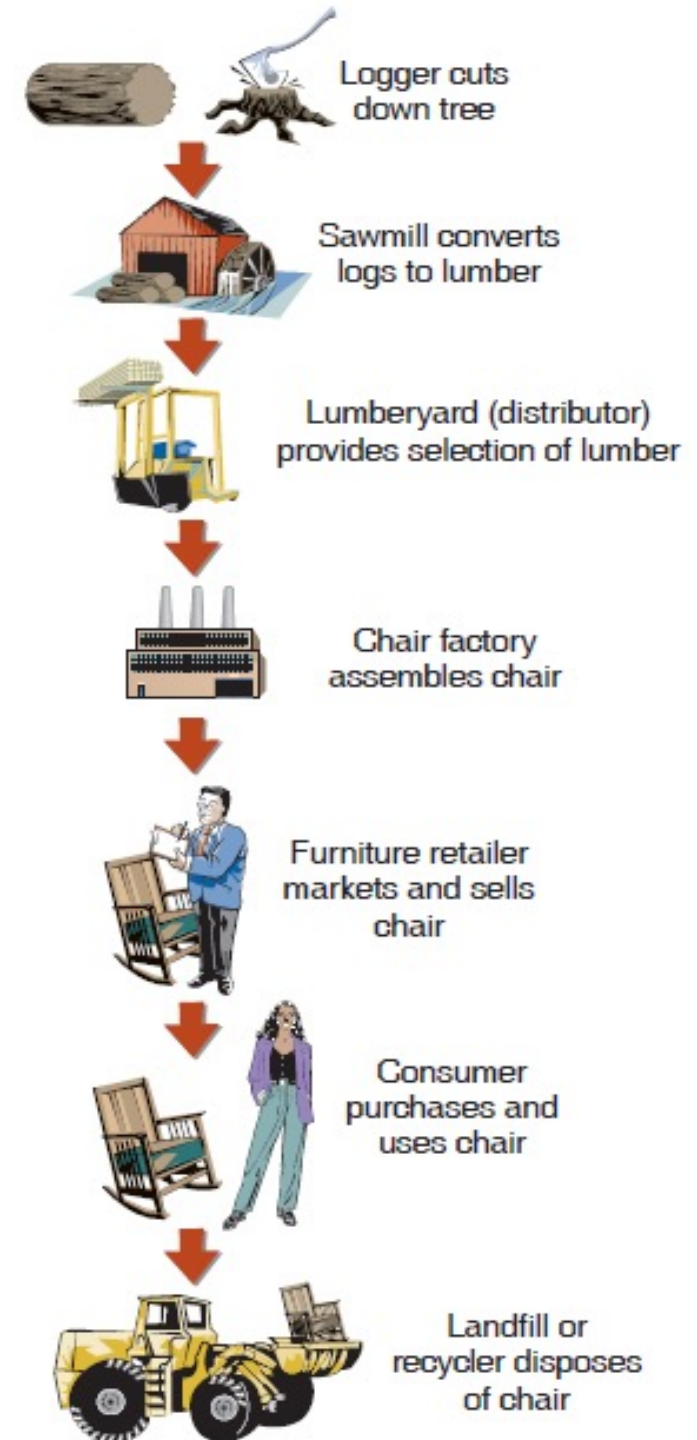 Logger cuts
down tree
Sawmill converts
logs to lumber
Lumberyard (distributor)
provides selection of lumber
Chair factory
assembles chair
Furniture retailer
markets and sells
chair
Consumer
purchases and
uses chair
Landfill or
recycler disposes
of chair